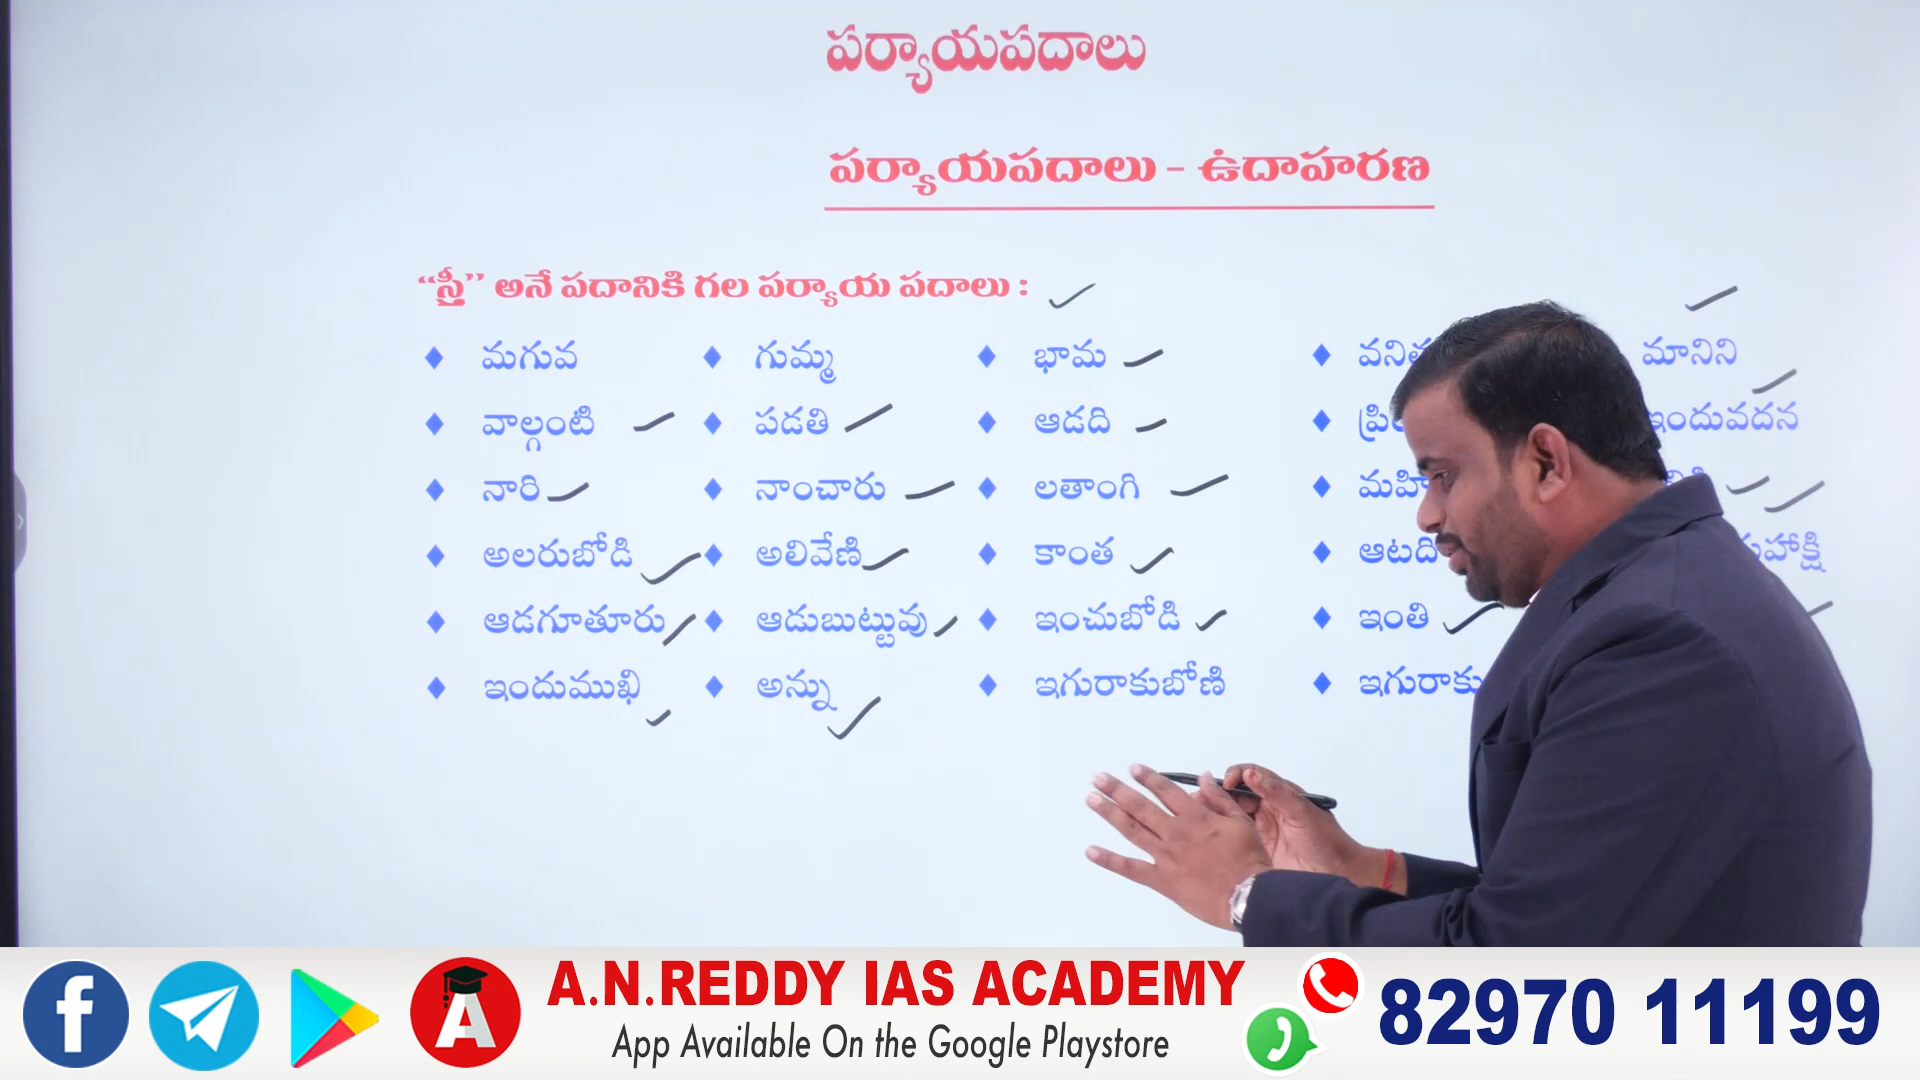 పర్యాయపదాలు
పర్యాయపదాలు - ఉదాహరణ
“స్త్రీ” అనే పదానికి గల పర్యాయ పదాలు :
మగువ గుమ్మ భామ మానిని
వాల్గంటి పడతి ఆడది ఇందువదన
నారి నాంచారు లతాంగి
అలరుబోడి అలివేణి కాంత ఆటది
ఆడగూతూరు ఆడుబుట్టువు ఇంచుబోడి ఇంతి
ఇందుముఖి అన్ను ఇగురాకుబోణి
A.N.REDDY IAS ACADEMY
App Available On the Google Playstore
82970 11199